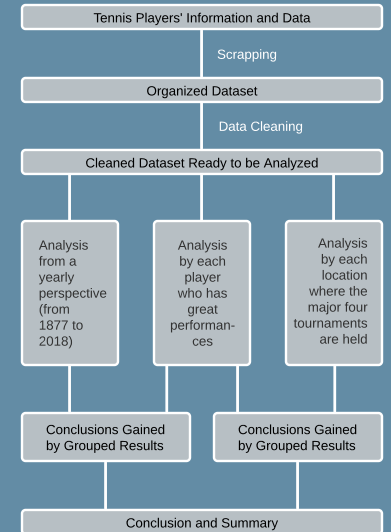 Tennis Players' Information and Data
Scrapping
Organized Dataset
Data Cleaning
Cleaned Dataset Ready to be Analyzed
Analysis
from a
yearly
perspective
(from
1877 to
2018)
Analysis
by each
player
who has
great
performan-
ces
Analysis
by each
location
where the
major four
tournaments
are held
Conclusions Gained
by Grouped Results
Conclusions Gained
by Grouped Results
Conclusion and Summary